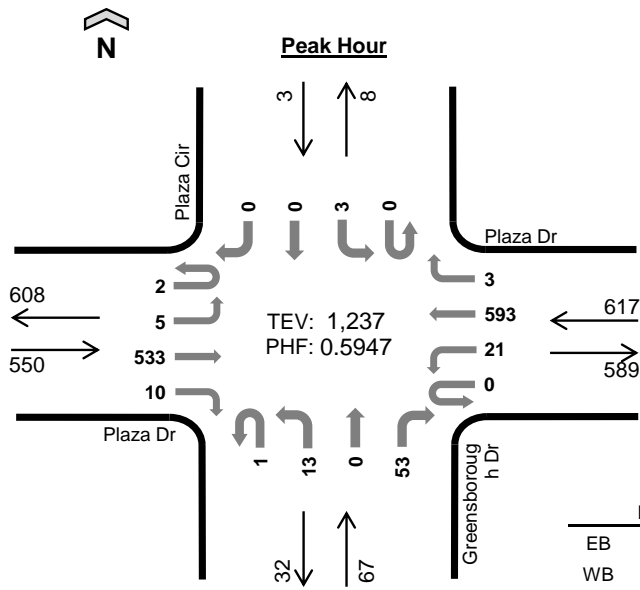 N
Peak Hour
3
8
Plaza Cir
0 0 3 0
Plaza Dr
2
5
533
10
608
550
TEV: 1,237
PHF: 0.5947
3
593
21
0
617
589
Plaza Dr
1 13 0 53
Greensboroug
h Dr
32
67
EB
WB